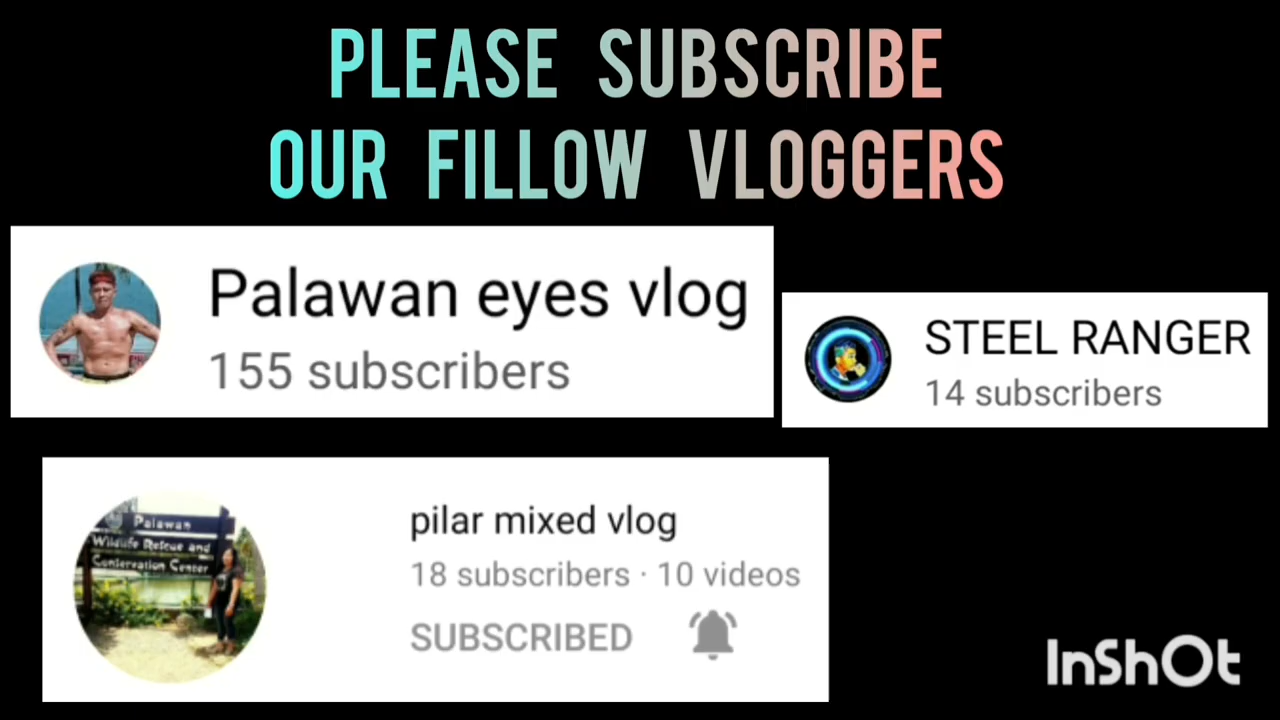 PLEASE SUBSCRIBE
OUR FILLOW VLOGGERS
Palawan eyes vlog
155 subscribers
STEEL RANGER
14 subscribers
Palawan
Wildlife Rescue and
Conservation Center
pilar mixed vlog
18 subscribers · 10 videos
SUBSCRIBED
InShOt